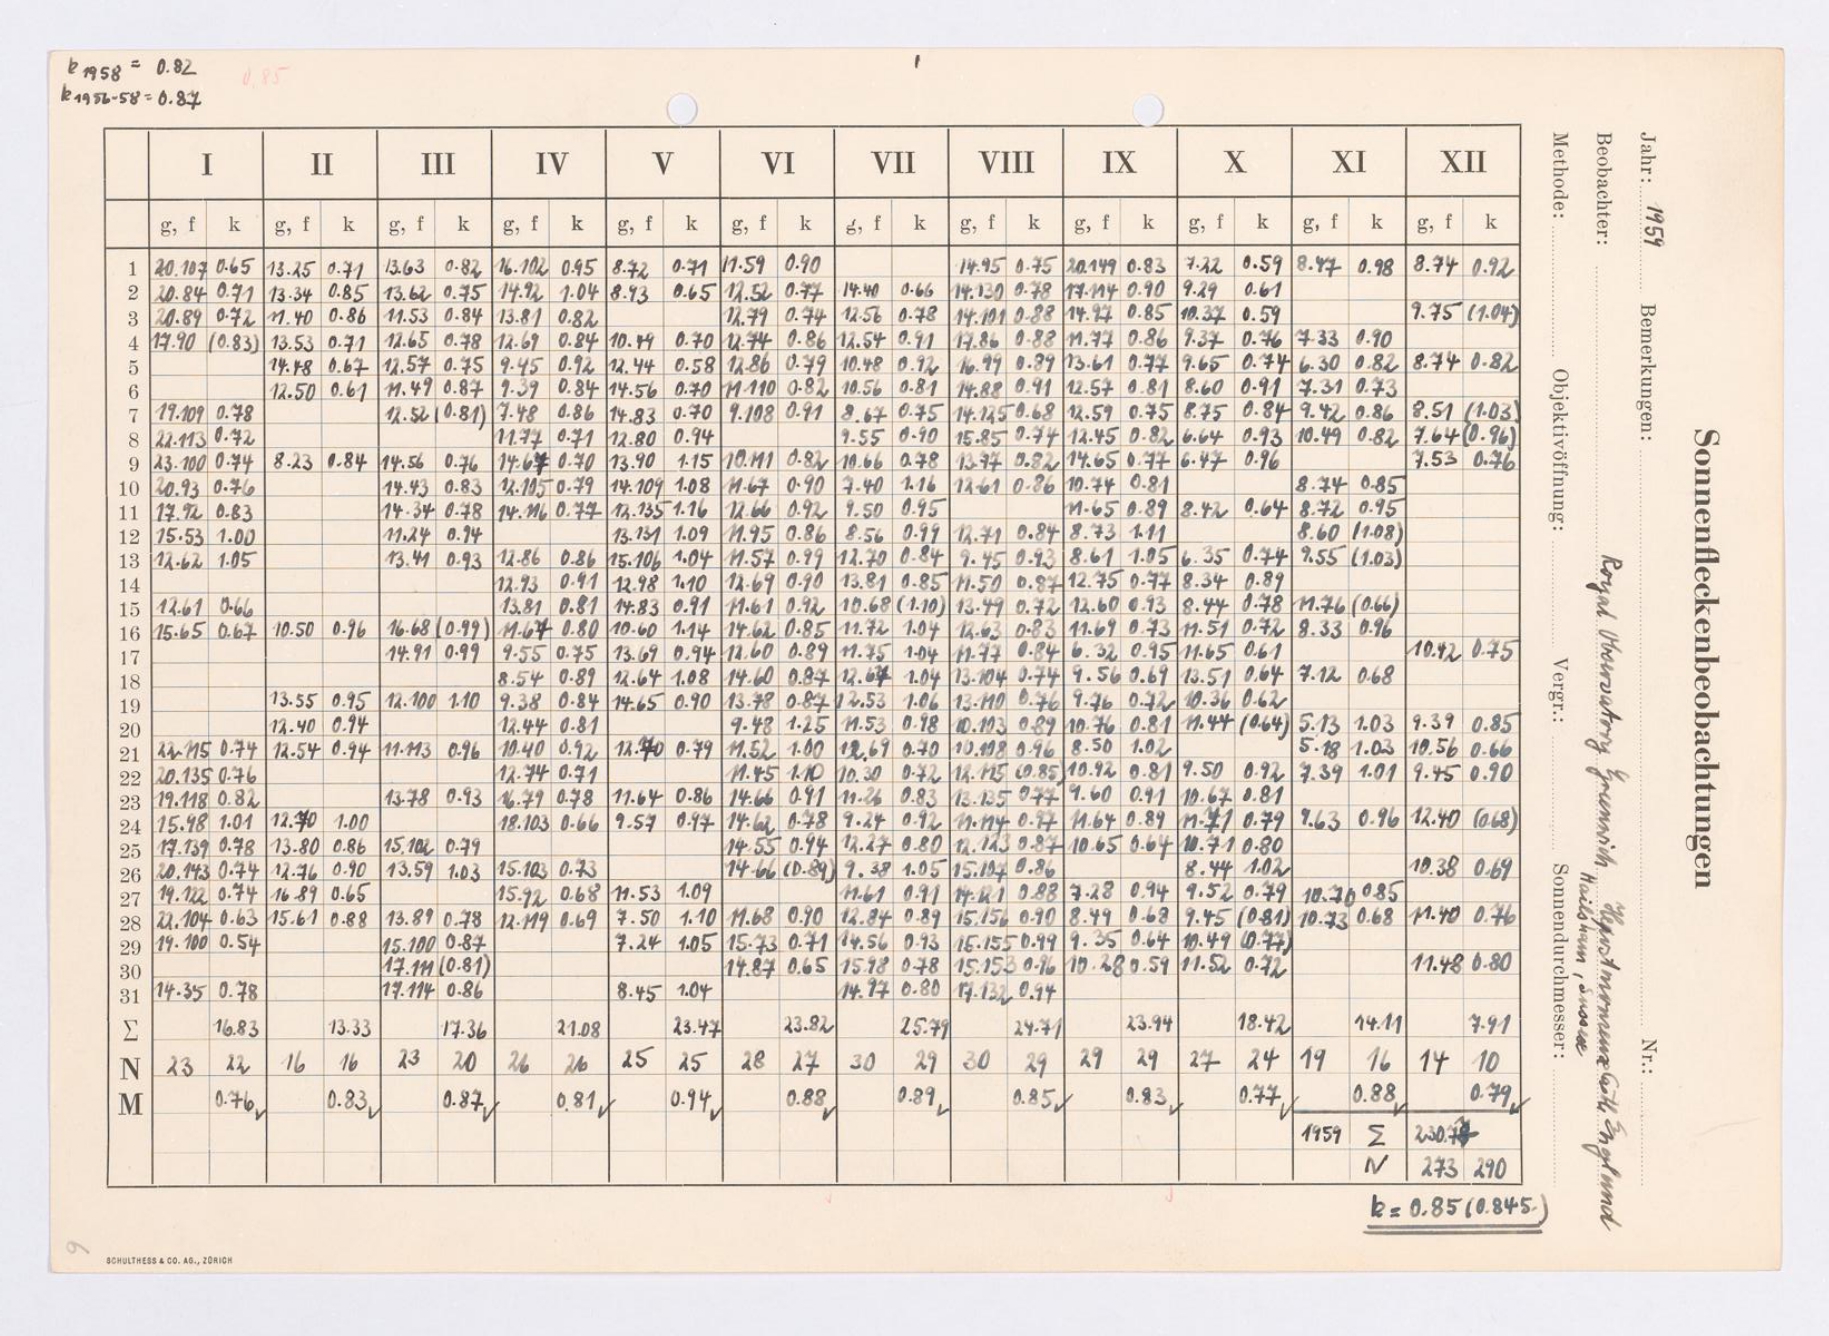 k 1958 = 0.82 0.85
k 1956-58 = 0.87
I II III IV V VI VII VIII IX X XI XII
g, f k g, f k g, f k g, f k g, f k g, f k g, f k g, f k g, f k g, f k g, f k g, f k
1 20.107 0.65 13.25 0.71 13.63 0.82 16.102 0.95 8.72 0.71 11.59 0.90 14.95 0.75 20.149 0.83 7.22 0.59 8.47 0.98 8.74 0.92
2 20.84 0.71 13.34 0.85 13.62 0.75 14.92 1.04 8.93 0.65 12.52 0.77 14.40 0.66 14.130 0.78 17.114 0.90 9.29 0.61
3 20.89 0.72 11.40 0.86 11.53 0.84 13.81 0.82 12.79 0.74 12.56 0.78 14.101 0.88 14.97 0.85 10.37 0.59 9.75 (1.04)
4 17.90 (0.83) 13.53 0.71 12.65 0.78 12.69 0.84 10.49 0.70 12.74 0.86 12.54 0.91 17.86 0.88 11.77 0.86 9.37 0.76 7.33 0.90
5 14.48 0.67 12.57 0.75 9.45 0.92 12.44 0.58 12.86 0.79 10.48 0.92 16.99 0.89 13.61 0.77 9.65 0.74 6.30 0.82 8.74 0.82
6 12.50 0.61 11.49 0.87 9.39 0.84 14.56 0.70 11.110 0.82 10.56 0.81 14.88 0.91 12.57 0.81 8.60 0.91 7.31 0.73
7 19.109 0.78 12.52 (0.81) 7.48 0.86 14.83 0.70 9.108 0.91 8.67 0.75 14.125 0.68 12.59 0.75 8.75 0.84 9.42 0.86 8.51 (1.03)
8 22.113 0.72 11.77 0.71 12.80 0.94 9.55 0.90 15.85 0.74 12.45 0.82 6.64 0.93 10.49 0.82 7.64 (0.96)
9 23.100 0.74 8.23 0.84 14.56 0.76 14.67 0.70 13.90 1.15 10.111 0.82 10.66 0.78 13.77 0.82 14.65 0.77 6.47 0.96 7.53 0.76
10 20.93 0.76 14.43 0.83 12.105 0.79 14.109 1.08 11.67 0.90 7.40 1.16 12.61 0.86 10.74 0.81 8.74 0.85
11 17.92 0.83 14.34 0.78 14.116 0.77 12.135 1.16 12.66 0.92 9.50 0.95 11.65 0.89 8.42 0.64 8.72 0.95
12 15.53 1.00 11.24 0.94 13.131 1.09 11.95 0.86 8.56 0.99 12.71 0.84 8.73 1.11 8.60 (1.08)
13 12.62 1.05 13.41 0.93 12.86 0.86 15.106 1.04 11.57 0.99 12.70 0.84 9.45 0.93 8.61 1.05 6.35 0.74 9.55 (1.03)
14 12.93 0.91 12.98 1.10 12.69 0.90 13.81 0.85 11.50 0.87 12.75 0.77 8.34 0.89
15 12.61 0.66 13.81 0.81 14.83 0.91 11.61 0.92 10.68 (1.10) 13.49 0.72 12.60 0.93 8.44 0.78 11.76 (0.66)
16 15.65 0.67 10.50 0.96 16.68 (0.99) 11.67 0.80 10.60 1.14 14.62 0.85 11.72 1.04 12.63 0.83 11.69 0.73 11.51 0.72 8.33 0.96
17 14.91 0.99 9.55 0.75 13.69 0.94 12.60 0.89 11.75 1.04 11.77 0.84 6.32 0.95 11.65 0.61 10.42 0.75
18 8.54 0.89 12.64 1.08 14.60 0.87 12.67 1.04 13.104 0.74 9.56 0.69 13.51 0.64 7.12 0.68
19 13.55 0.95 12.100 1.10 9.38 0.84 14.65 0.90 13.78 0.87 12.53 1.06 13.110 0.76 9.76 0.72 10.36 0.62
20 12.40 0.94 12.44 0.81 9.48 1.25 11.53 0.98 10.103 0.89 10.76 0.81 11.44 (0.64) 5.13 1.03 9.39 0.85
21 22.115 0.74 12.54 0.94 11.113 0.96 10.40 0.92 12.70 0.79 11.52 1.00 12.69 0.70 10.108 0.96 8.50 1.02 5.18 1.03 10.56 0.66
22 20.135 0.76 12.74 0.71 11.45 1.10 10.30 0.72 12.115 (0.85) 10.92 0.81 9.50 0.92 7.39 1.01 9.45 0.90
23 19.118 0.82 13.78 0.93 16.79 0.78 11.64 0.86 14.66 0.91 11.26 0.83 13.135 0.77 9.60 0.91 10.67 0.81
24 15.98 1.01 12.70 1.00 18.103 0.66 9.57 0.97 14.62 0.78 9.24 0.92 11.114 0.97 11.64 0.89 11.71 0.79 9.63 0.96 12.40 (0.68)
25 17.139 0.78 13.80 0.86 15.102 0.79 14.55 0.94 12.27 0.80 12.123 0.87 10.65 0.64 10.71 0.80
26 20.143 0.74 12.76 0.90 13.59 1.03 15.103 0.73 14.66 (0.89) 9.38 1.05 15.107 0.86 8.44 1.02 10.38 0.69
27 19.122 0.74 16.89 0.65 15.92 0.68 11.53 1.09 11.61 0.91 14.121 0.88 7.28 0.94 9.52 0.79 10.70 0.85
28 22.104 0.63 15.61 0.88 13.89 0.78 12.119 0.69 7.50 1.10 11.68 0.90 12.84 0.89 15.156 0.90 8.49 0.68 9.45 (0.81) 10.73 0.68 11.40 0.76
29 19.100 0.54 15.100 0.87 7.24 1.05 15.73 0.71 14.56 0.93 15.155 0.99 9.35 0.64 10.49 (0.77)
30 17.111 (0.81) 14.87 0.65 15.98 0.78 15.153 0.96 10.28 0.59 11.52 0.72 11.48 0.80
31 14.35 0.78 17.114 0.86 8.45 1.04 14.97 0.80 17.132 0.94
Σ 16.83 13.33 17.36 21.08 23.47 23.82 25.79 24.71 23.94 18.42 14.11 7.91
N 23 22 16 16 23 20 26 26 25 25 28 27 30 29 30 29 29 29 27 24 19 16 14 10
M 0.76 0.83 0.87 0.81 0.94 0.88 0.89 0.85 0.83 0.77 0.88 0.79
1959 Σ 230.77
N 273 290
k = 0.85 (0.845)
SCHULTHESS & CO. AG., ZÜRICH
9
Sonnenfleckenbeobachtungen
Jahr: 1959 Bemerkungen: Nr.:
Beobachter: Royal Observatory Greenwich, Herstmonceux Castle England
Hailsham, Sussex
Methode: Objektivöffnung: Vergr.: Sonnendurchmesser: